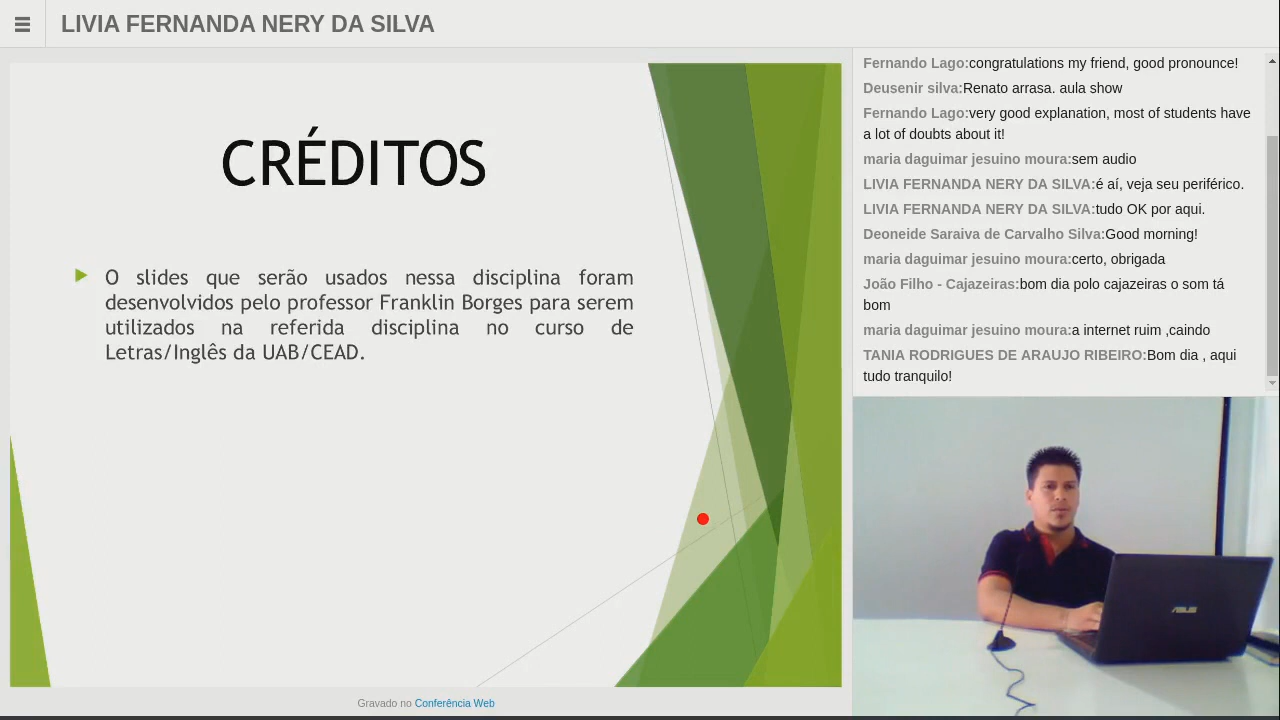 LIVIA FERNANDA NERY DA SILVA
CRÉDITOS
O slides que serão usados nessa disciplina foram
desenvolvidos pelo professor Franklin Borges para serem
utilizados na referida disciplina no curso de
Letras/Inglês da UAB/CEAD.
Gravado no Conferência Web
Fernando Lago:congratulations my friend, good pronounce!
Deusenir silva:Renato arrasa. aula show
Fernando Lago:very good explanation, most of students have
a lot of doubts about it!
maria daguimar jesuino moura:sem audio
LIVIA FERNANDA NERY DA SILVA:é aí, veja seu periférico.
LIVIA FERNANDA NERY DA SILVA:tudo OK por aqui.
Deoneide Saraiva de Carvalho Silva:Good morning!
maria daguimar jesuino moura:certo, obrigada
João Filho - Cajazeiras:bom dia polo cajazeiras o som tá
bom
maria daguimar jesuino moura:a internet ruim ,caindo
TANIA RODRIGUES DE ARAUJO RIBEIRO:Bom dia , aqui
tudo tranquilo!
ASUS